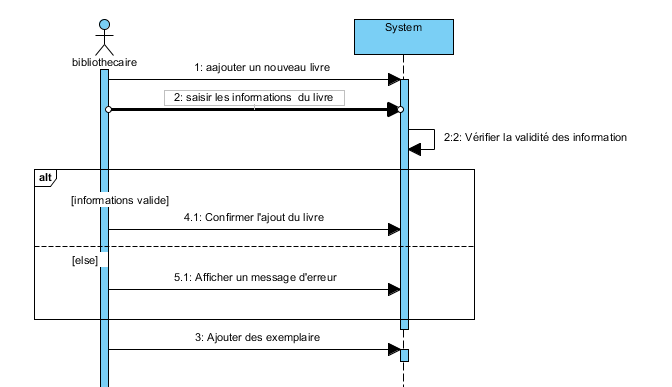 System
bibliothecaire
1: aajouter un nouveau livre
2: saisir les informations du livre
2:2: Vérifier la validité des information
alt
[informations valide]
4.1: Confirmer l'ajout du livre
[else]
5.1: Afficher un message d'erreur
3: Ajouter des exemplaire